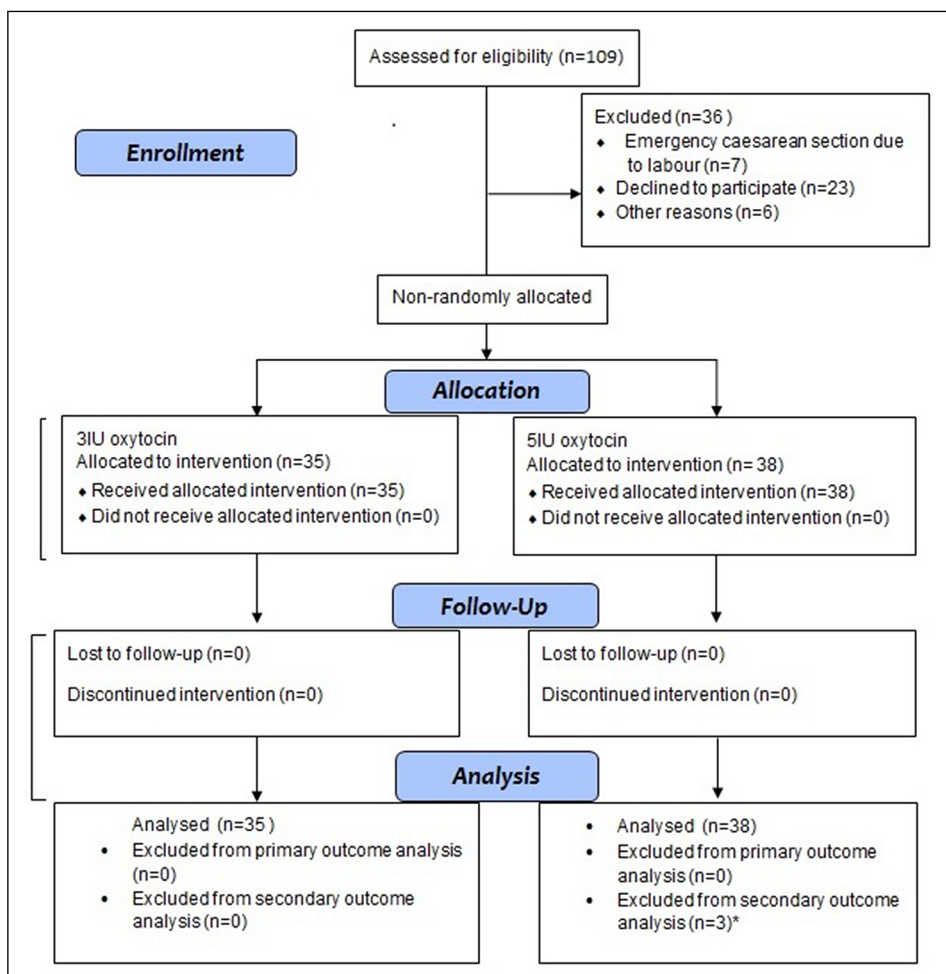 Assessed for eligibility (n=109)
Excluded (n=36 )
♦ Emergency caesarean section due
to labour (n=7)
♦ Declined to participate (n=23)
♦ Other reasons (n=6)
Enrollment
Non-randomly allocated
Allocation
3IU oxytocin
Allocated to intervention (n=35)
♦ Received allocated intervention (n=35)
♦ Did not receive allocated intervention (n=0)
5IU oxytocin
Allocated to intervention (n= 38)
♦ Received allocated intervention (n=38)
♦ Did not receive allocated intervention (n=0)
Follow-Up
Lost to follow-up (n=0)
Discontinued intervention (n=0)
Lost to follow-up (n=0)
Discontinued intervention (n=0)
Analysis
Analysed (n=35 )
• Excluded from primary outcome analysis
(n=0)
• Excluded from secondary outcome
analysis (n=0)
• Analysed (n=38)
• Excluded from primary outcome
analysis (n=0)
• Excluded from secondary outcome
analysis (n=3)*